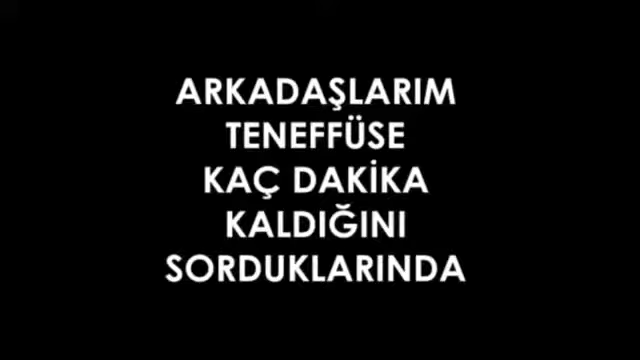 ARKADAŞLARIM
TENEFFÜSE
KAÇ DAKİKA
KALDIĞINI
SORDUKLARINDA